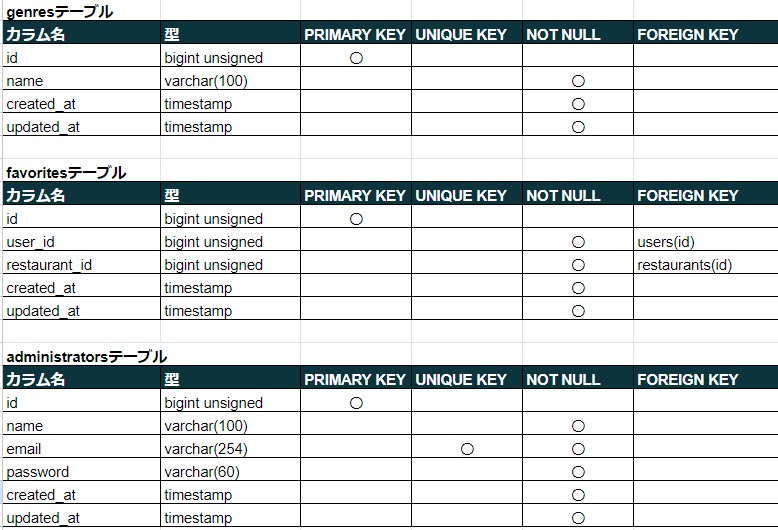 genresテーブル
カラム名 型 PRIMARY KEY UNIQUE KEY NOT NULL FOREIGN KEY
id bigint unsigned ○
name varchar(100) ○
created_at timestamp ○
updated_at timestamp ○
favoritesテーブル
カラム名 型 PRIMARY KEY UNIQUE KEY NOT NULL FOREIGN KEY
id bigint unsigned ○
user_id bigint unsigned ○ users(id)
restaurant_id bigint unsigned ○ restaurants(id)
created_at timestamp ○
updated_at timestamp ○
administratorsテーブル
カラム名 型 PRIMARY KEY UNIQUE KEY NOT NULL FOREIGN KEY
id bigint unsigned ○
name varchar(100) ○
email varchar(254) ○ ○
password varchar(60) ○
created_at timestamp ○
updated_at timestamp ○